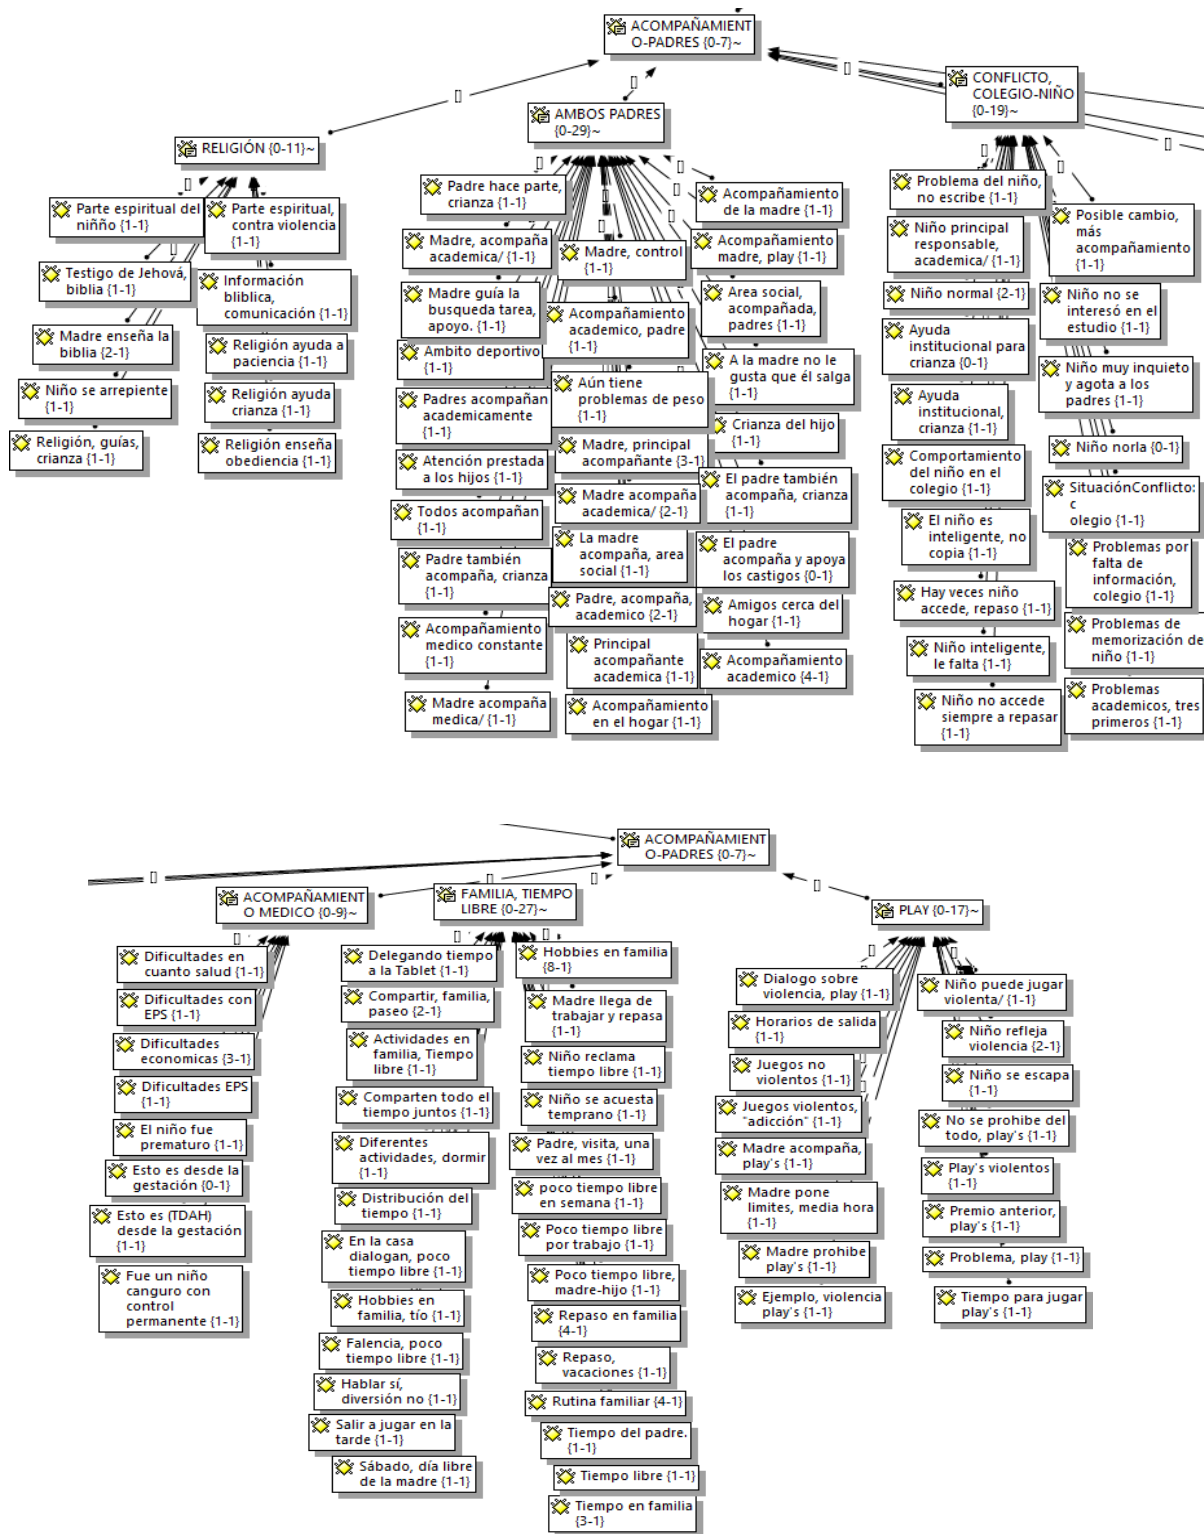 ACOMPAÑAMIENT
O-PADRES {0-7}~
CONFLICTO,
COLEGIO-NIÑO
{0-19}~
AMBOS PADRES
{0-29}~
RELIGIÓN {0-11}~
Parte espiritual del
niñño {1-1}
Parte espiritual,
contra violencia
{1-1}
Testigo de Jehová,
biblia {1-1}
Información
bliblica,
comunicación {1-1}
Madre enseña la
biblia {2-1}
Religión ayuda a
paciencia {1-1}
Niño se arrepiente
{1-1}
Religión ayuda
crianza {1-1}
Religión, guías,
crianza {1-1}
Religión enseña
obediencia {1-1}
Padre hace parte,
crianza {1-1}
Madre, acompaña
academica/ {1-1}
Madre guía la
busqueda tarea,
apoyo. {1-1}
Ambito deportivo
{1-1}
Padres acompañan
academicamente
{1-1}
Atención prestada
a los hijos {1-1}
Todos acompañan
{1-1}
Padre también
acompaña, crianza
{1-1}
Acompañamiento
medico constante
{1-1}
Madre acompaña
medica/ {1-1}
Madre, control
{1-1}
Acompañamiento
academico, padre
{1-1}
Aún tiene
problemas de peso
{1-1}
Madre, principal
acompañante {3-1}
Madre acompaña
academica/ {2-1}
La madre
acompaña, area
social {1-1}
Padre, acompaña,
academico {2-1}
Principal
acompañante
academica {1-1}
Acompañamiento
en el hogar {1-1}
Acompañamiento
de la madre {1-1}
Acompañamiento
madre, play {1-1}
Area social,
acompañada,
padres {1-1}
A la madre no le
gusta que él salga
{1-1}
Crianza del hijo
{1-1}
El padre también
acompaña, crianza
{1-1}
El padre
acompaña y apoya
los castigos {0-1}
Amigos cerca del
hogar {1-1}
Acompañamiento
academico {4-1}
Problema del niño,
no escribe {1-1}
Niño principal
responsable,
academica/ {1-1}
Niño normal {2-1}
Ayuda
institucional para
crianza {0-1}
Ayuda
institucional,
crianza {1-1}
Comportamiento
del niño en el
colegio {1-1}
El niño es
inteligente, no
copia {1-1}
Hay veces niño
accede, repaso {1-1}
Niño inteligente,
le falta {1-1}
Niño no accede
siempre a repasar
{1-1}
Posible cambio,
más
acompañamiento
{1-1}
Niño no se
interesó en el
estudio {1-1}
Niño muy inquieto
y agota a los
padres {1-1}
Niño norla {0-1}
SituaciónConflicto:
c
olegio {1-1}
Problemas por
falta de
información,
colegio {1-1}
Problemas de
memorización de
niño {1-1}
Problemas
academicos, tres
primeros {1-1}
ACOMPAÑAMIENT
O-PADRES {0-7}~
ACOMPAÑAMIENT
O MEDICO {0-9}~
FAMILIA, TIEMPO
LIBRE {0-27}~
PLAY {0-17}~
Dificultades en
cuanto salud {1-1}
Dificultades con
EPS {1-1}
Dificultades
economicas {3-1}
Dificultades EPS
{1-1}
El niño fue
prematuro {1-1}
Esto es desde la
gestación {0-1}
Esto es (TDAH)
desde la gestación
{1-1}
Fue un niño
canguro con
control
permanente {1-1}
Delegando tiempo
a la Tablet {1-1}
Compartir, familia,
paseo {2-1}
Actividades en
familia, Tiempo
libre {1-1}
Comparten todo el
tiempo juntos {1-1}
Diferentes
actividades, dormir
{1-1}
Distribución del
tiempo {1-1}
En la casa
dialogan, poco
tiempo libre {1-1}
Hobbies en
familia, tío {1-1}
Falencia, poco
tiempo libre {1-1}
Hablar sí,
diversión no {1-1}
Salir a jugar en la
tarde {1-1}
Sábado, día libre
de la madre {1-1}
Hobbies en familia
{8-1}
Madre llega de
trabajar y repasa
{1-1}
Niño reclama
tiempo libre {1-1}
Niño se acuesta
temprano {1-1}
Padre, visita, una
vez al mes {1-1}
poco tiempo libre
en semana {1-1}
Poco tiempo libre
por trabajo {1-1}
Poco tiempo libre,
madre-hijo {1-1}
Repaso en familia
{4-1}
Repaso,
vacaciones {1-1}
Rutina familiar {4-1}
Tiempo del padre.
{1-1}
Tiempo libre {1-1}
Tiempo en familia
{3-1}
Dialogo sobre
violencia, play {1-1}
Horarios de salida
{1-1}
Juegos no
violentos {1-1}
Juegos violentos,
"adicción" {1-1}
Madre acompaña,
play's {1-1}
Madre pone
limites, media hora
{1-1}
Madre prohibe
play's {1-1}
Ejemplo, violencia
play's {1-1}
Niño puede jugar
violenta/ {1-1}
Niño refleja
violencia {2-1}
Niño se escapa
{1-1}
No se prohibe del
todo, play's {1-1}
Play's violentos
{1-1}
Premio anterior,
play's {1-1}
Problema, play {1-1}
Tiempo para jugar
play's {1-1}